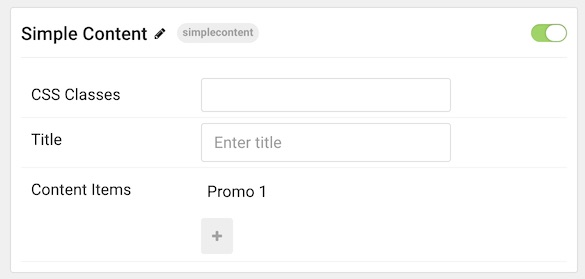 Simple Content simplecontent
CSS Classes
Title Enter title
Content Items Promo 1
+